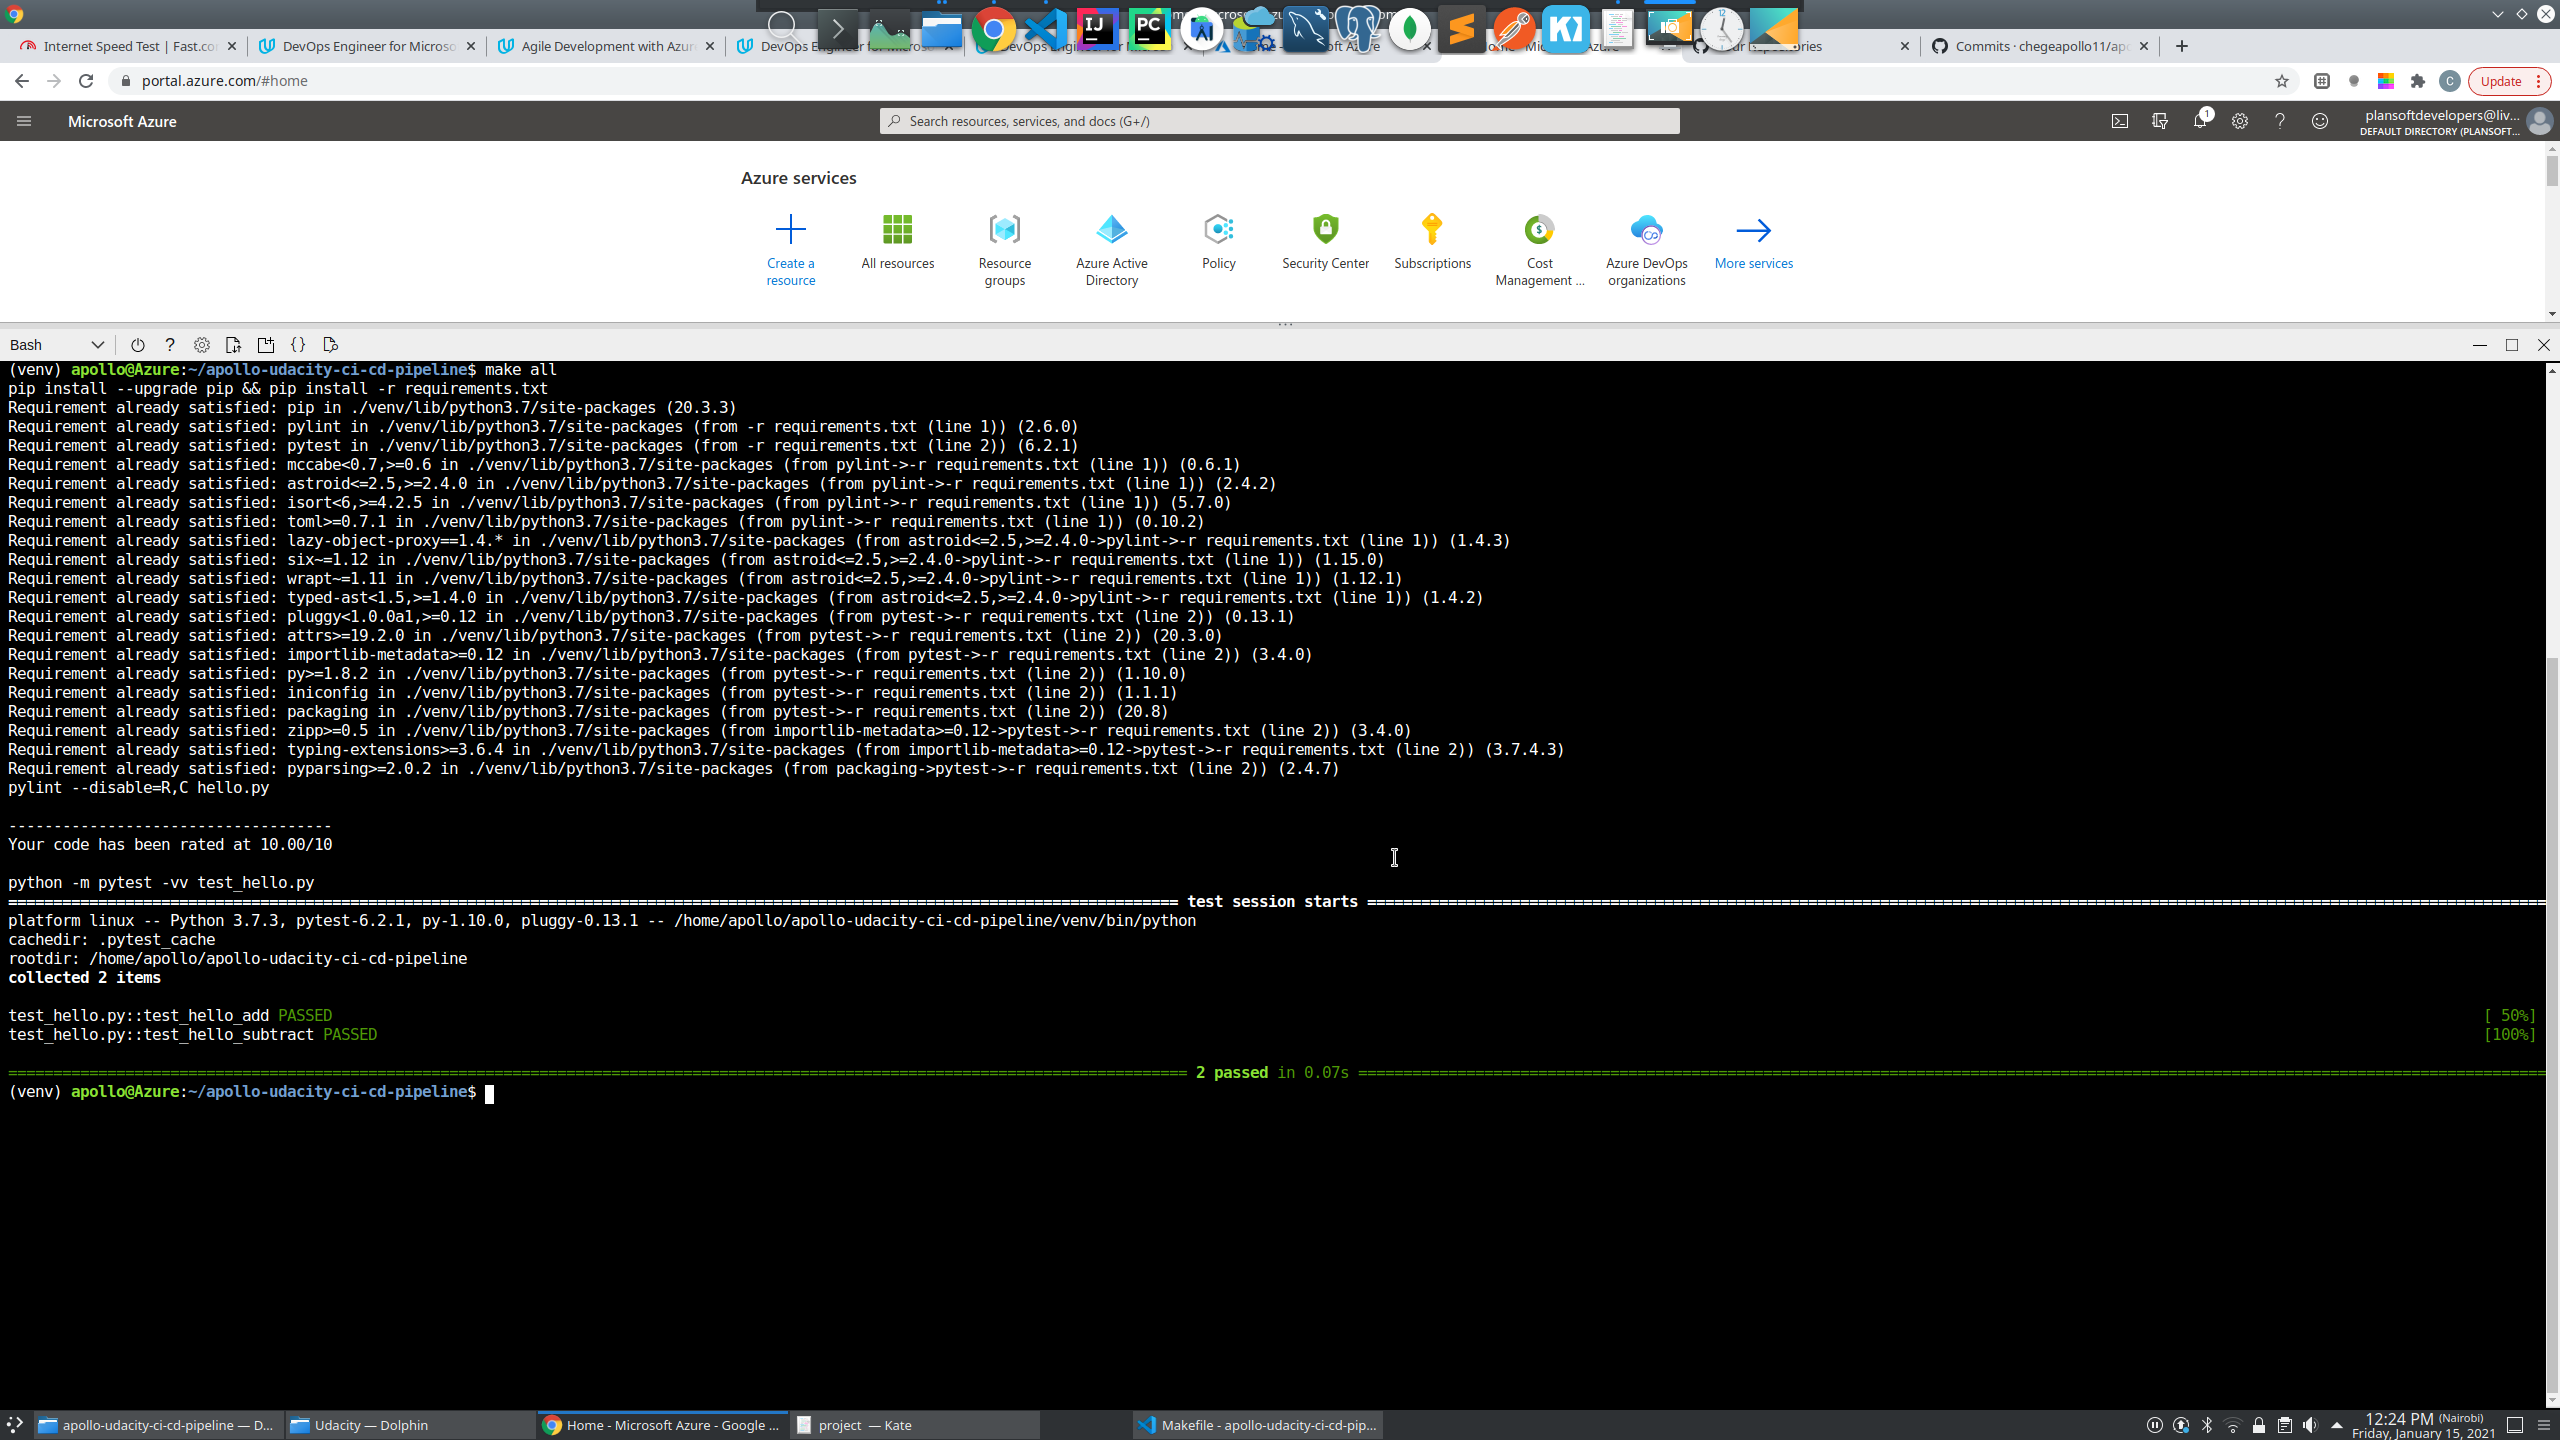 Internet Speed Test | Fast.co
DevOps Engineer for Microso
Agile Development with Azur
DevOps Engineer for Microso
Commits · chegeapollo11/apo
portal.azure.com/#home
Update
Microsoft Azure
Search resources, services, and docs (G+/)
1
plansoftdevelopers@liv...
DEFAULT DIRECTORY (PLANSOFT...
Azure services
Create a resource
All resources
Resource groups
Azure Active Directory
Policy
Security Center
Subscriptions
Cost Management ...
Azure DevOps organizations
More services
Bash
(venv) apollo@Azure:~/apollo-udacity-ci-cd-pipeline$ make all
pip install --upgrade pip && pip install -r requirements.txt
Requirement already satisfied: pip in ./venv/lib/python3.7/site-packages (20.3.3)
Requirement already satisfied: pylint in ./venv/lib/python3.7/site-packages (from -r requirements.txt (line 1)) (2.6.0)
Requirement already satisfied: pytest in ./venv/lib/python3.7/site-packages (from -r requirements.txt (line 2)) (6.2.1)
Requirement already satisfied: mccabe<0.7,>=0.6 in ./venv/lib/python3.7/site-packages (from pylint->-r requirements.txt (line 1)) (0.6.1)
Requirement already satisfied: astroid<=2.5,>=2.4.0 in ./venv/lib/python3.7/site-packages (from pylint->-r requirements.txt (line 1)) (2.4.2)
Requirement already satisfied: isort<6,>=4.2.5 in ./venv/lib/python3.7/site-packages (from pylint->-r requirements.txt (line 1)) (5.7.0)
Requirement already satisfied: toml>=0.7.1 in ./venv/lib/python3.7/site-packages (from pylint->-r requirements.txt (line 1)) (0.10.2)
Requirement already satisfied: lazy-object-proxy==1.4.* in ./venv/lib/python3.7/site-packages (from astroid<=2.5,>=2.4.0->pylint->-r requirements.txt (line 1)) (1.4.3)
Requirement already satisfied: six~=1.12 in ./venv/lib/python3.7/site-packages (from astroid<=2.5,>=2.4.0->pylint->-r requirements.txt (line 1)) (1.15.0)
Requirement already satisfied: wrapt~=1.11 in ./venv/lib/python3.7/site-packages (from astroid<=2.5,>=2.4.0->pylint->-r requirements.txt (line 1)) (1.12.1)
Requirement already satisfied: typed-ast<1.5,>=1.4.0 in ./venv/lib/python3.7/site-packages (from astroid<=2.5,>=2.4.0->pylint->-r requirements.txt (line 1)) (1.4.2)
Requirement already satisfied: pluggy<1.0.0a1,>=0.12 in ./venv/lib/python3.7/site-packages (from pytest->-r requirements.txt (line 2)) (0.13.1)
Requirement already satisfied: attrs>=19.2.0 in ./venv/lib/python3.7/site-packages (from pytest->-r requirements.txt (line 2)) (20.3.0)
Requirement already satisfied: importlib-metadata>=0.12 in ./venv/lib/python3.7/site-packages (from pytest->-r requirements.txt (line 2)) (3.4.0)
Requirement already satisfied: py>=1.8.2 in ./venv/lib/python3.7/site-packages (from pytest->-r requirements.txt (line 2)) (1.10.0)
Requirement already satisfied: iniconfig in ./venv/lib/python3.7/site-packages (from pytest->-r requirements.txt (line 2)) (1.1.1)
Requirement already satisfied: packaging in ./venv/lib/python3.7/site-packages (from pytest->-r requirements.txt (line 2)) (20.8)
Requirement already satisfied: zipp>=0.5 in ./venv/lib/python3.7/site-packages (from importlib-metadata>=0.12->pytest->-r requirements.txt (line 2)) (3.4.0)
Requirement already satisfied: typing-extensions>=3.6.4 in ./venv/lib/python3.7/site-packages (from importlib-metadata>=0.12->pytest->-r requirements.txt (line 2)) (3.7.4.3)
Requirement already satisfied: pyparsing>=2.0.2 in ./venv/lib/python3.7/site-packages (from packaging->pytest->-r requirements.txt (line 2)) (2.4.7)
pylint --disable=R,C hello.py
------------------------------------
Your code has been rated at 10.00/10
python -m pytest -vv test_hello.py
test session starts
platform linux -- Python 3.7.3, pytest-6.2.1, py-1.10.0, pluggy-0.13.1 -- /home/apollo/apollo-udacity-ci-cd-pipeline/venv/bin/python
cachedir: .pytest_cache
rootdir: /home/apollo/apollo-udacity-ci-cd-pipeline
collected 2 items
test_hello.py::test_hello_add PASSED [ 50%]
test_hello.py::test_hello_subtract PASSED [100%]
2 passed in 0.07s
(venv) apollo@Azure:~/apollo-udacity-ci-cd-pipeline$
apollo-udacity-ci-cd-pipeline — D...
Udacity — Dolphin
Home - Microsoft Azure - Google ...
project — Kate
Makefile - apollo-udacity-ci-cd-pip...
12:24 PM (Nairobi)
Friday, January 15, 2021